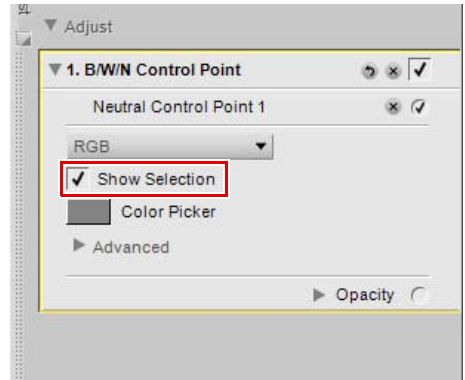 Adjust
1. B/W/N Control Point
Neutral Control Point 1
RGB
Show Selection
Color Picker
Advanced
Opacity